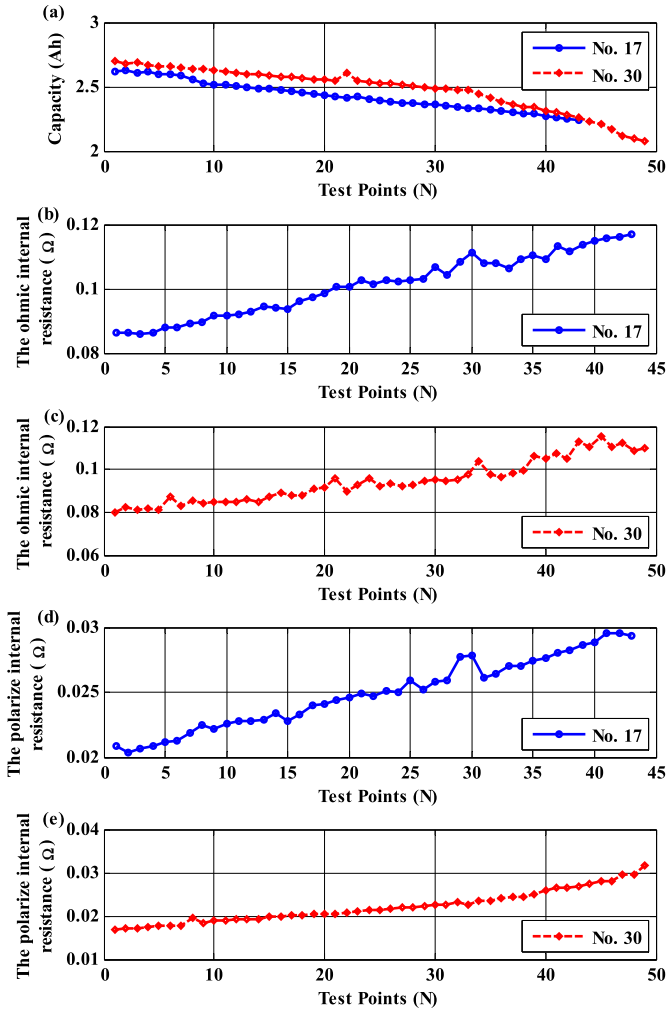 (a)
3
2.5
2
Capacity (Ah)
No. 17
No. 30
0 10 20 30 40 50
Test Points (N)
(b)
0.12
0.1
0.08
The ohmic internal
resistance ( Ω)
No. 17
0 5 10 15 20 25 30 35 40 45
Test Points (N)
(c)
0.12
0.1
0.08
0.06
The ohmic internal
resistance ( Ω)
No. 30
0 10 20 30 40 50
Test Points (N)
(d)
0.03
0.025
0.02
The polarize internal
resistance ( Ω)
No. 17
0 5 10 15 20 25 30 35 40 45
Test Points (N)
(e)
0.04
0.03
0.02
0.01
The polarize internal
resistance ( Ω)
No. 30
0 10 20 30 40 50
Test Points (N)